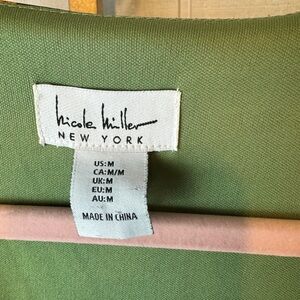 Nicole Miller
NEW YORK
US:M
CA:M/M
UK:M
EU:M
AU:M
MADE IN CHINA